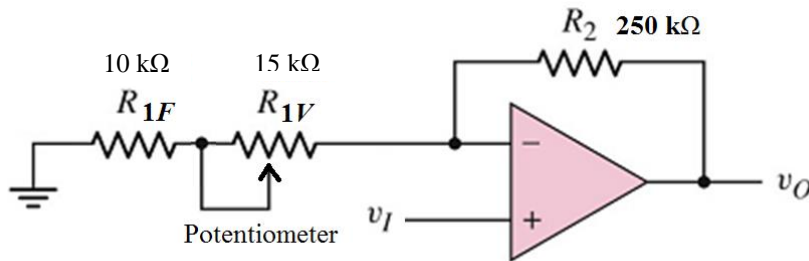 R2 250 kΩ
10 kΩ 15 kΩ
R1F R1V
−
vO
vI +
Potentiometer